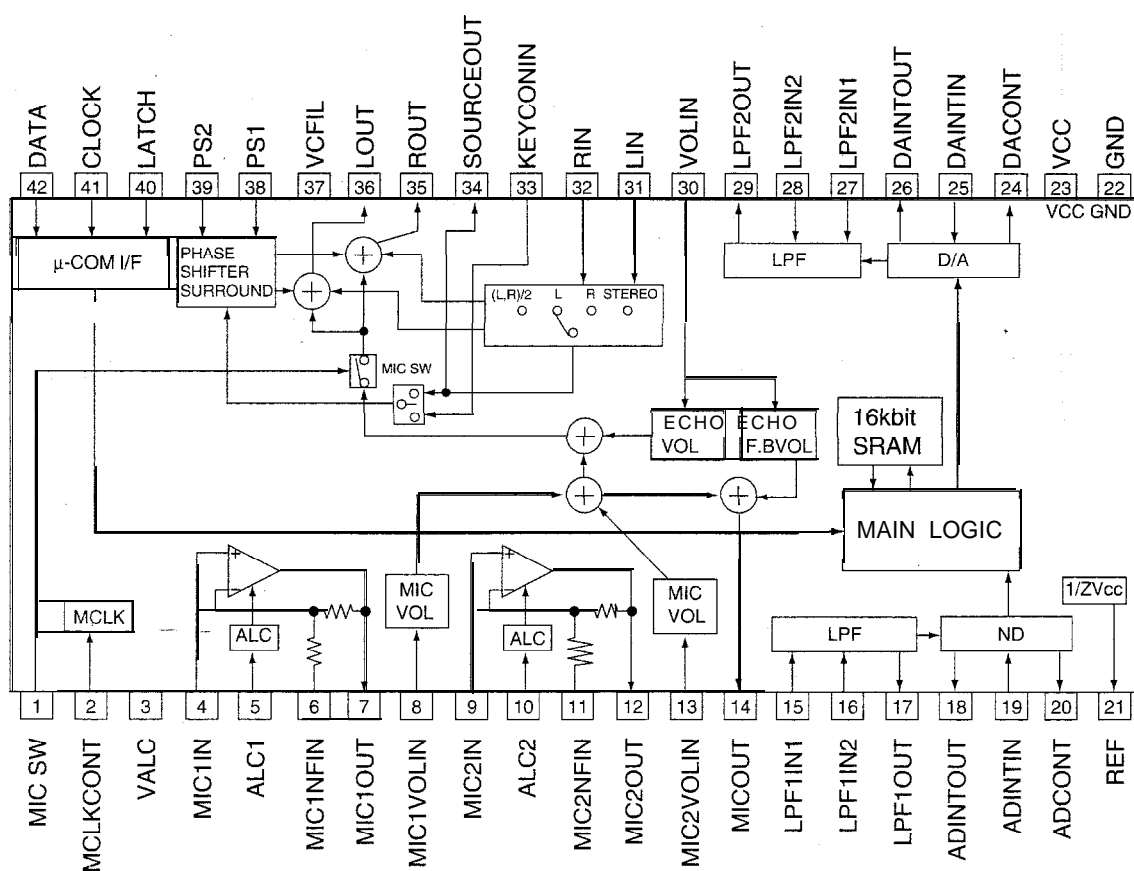 DATA CLOCK LATCH PS2 PS1 VCFIL LOUT ROUT SOURCEOUT KEYCONIN RIN LIN VOLIN LPF2OUT LPF2IN2 LPF2IN1 DAINTOUT DAINTIN DACONT VCC GND
42 41 40 39 38 37 36 35 34 33 32 31 30 29 28 27 26 25 24 23 22
VCC GND
μ-COM I/F
PHASE
SHIFTER
SURROUND
LPF
D/A
(L,R)/2 L R STEREO
MIC SW
ECHO
VOL
ECHO
F.BVOL
16kbit
SRAM
MAIN LOGIC
MCLK
ALC
MIC
VOL
ALC
MIC
VOL
LPF
ND
1/ZVcc
1 2 3 4 5 6 7 8 9 10 11 12 13 14 15 16 17 18 19 20 21
MIC SW MCLKCONT VALC MIC1IN ALC1 MIC1NFIN MIC1OUT MIC1VOLIN MIC2IN ALC2 MIC2NFIN MIC2OUT MIC2VOLIN MICOUT LPF1IN1 LPF1IN2 LPF1OUT ADINTOUT ADINTIN ADCONT REF